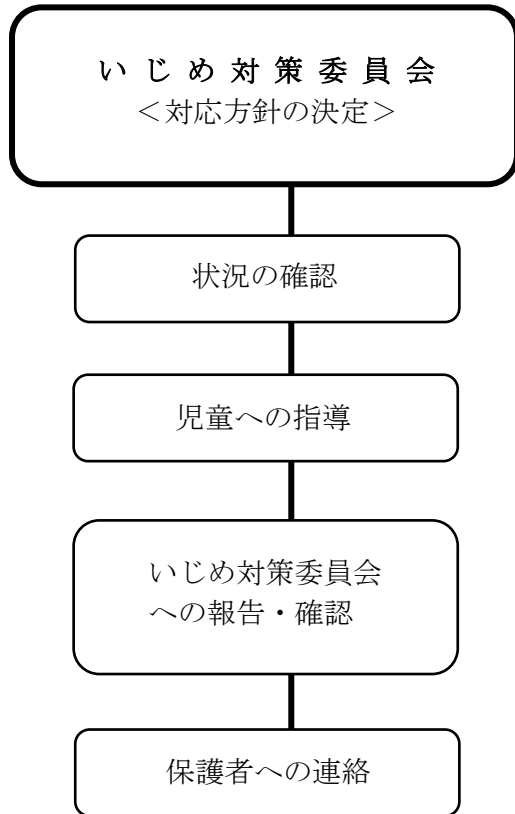 いじめ対策委員会
＜対応方針の決定＞
状況の確認
児童への指導
いじめ対策委員会
への報告・確認
保護者への連絡